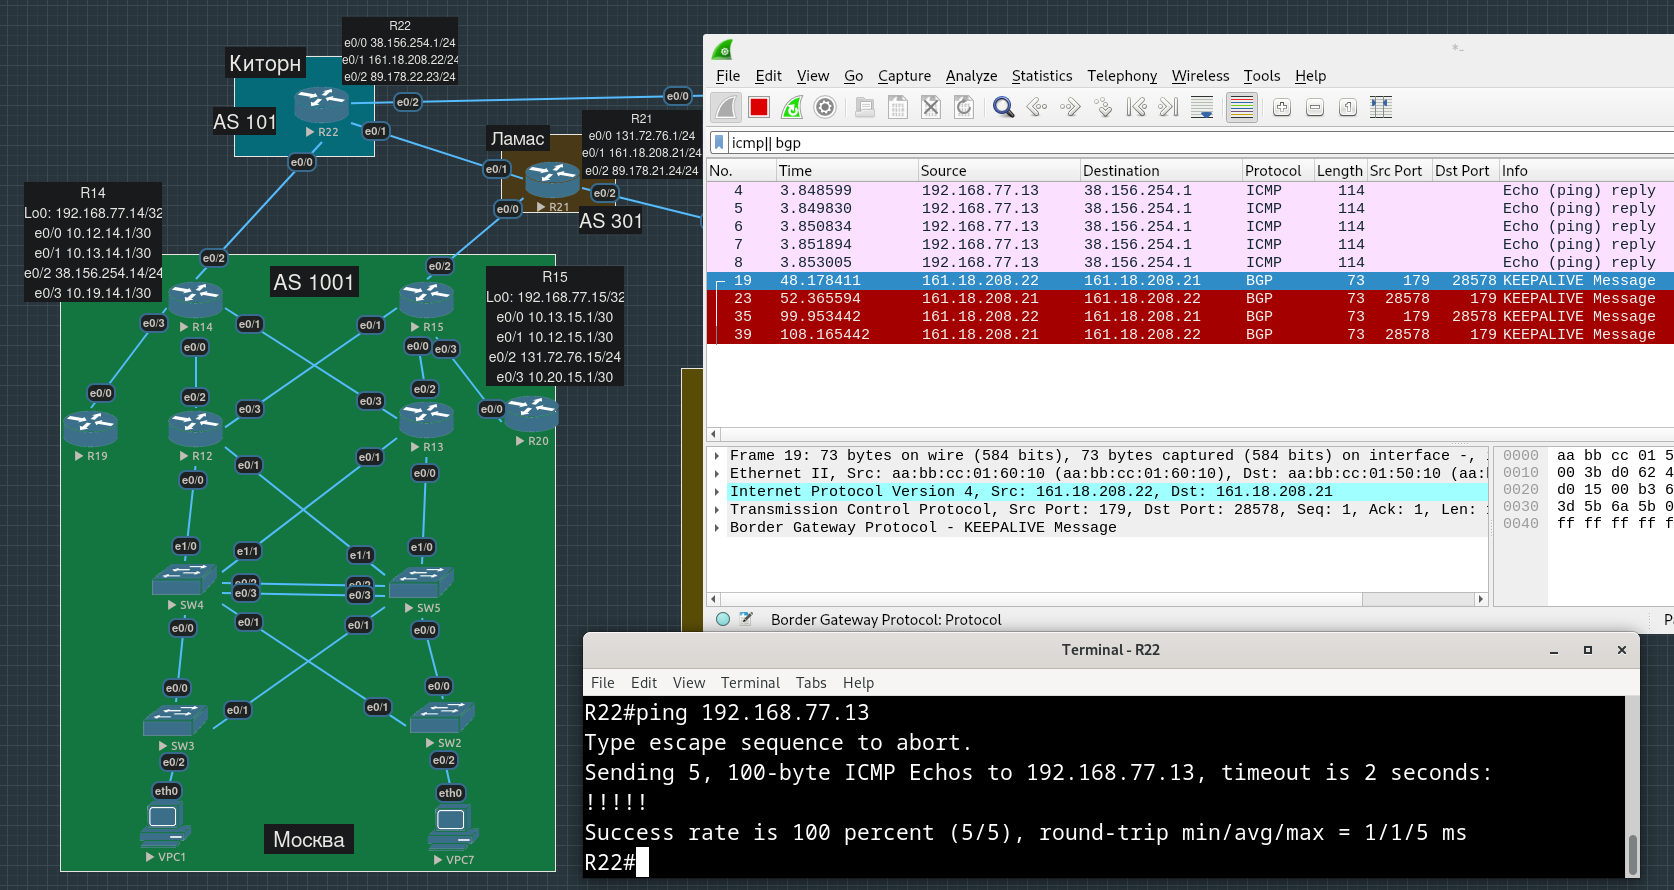 R22
e0/0 38.156.254.1/24
e0/1 161.18.208.22/24
e0/2 89.178.22.23/24
Киторн
AS 101
R22
e0/2
e0/1
e0/0
e0/0
Ламас
R21
e0/0 131.72.76.1/24
e0/1 161.18.208.21/24
e0/2 89.178.21.24/24
e0/1
e0/2
R21
e0/0
AS 301
R14
Lo0: 192.168.77.14/32
e0/0 10.12.14.1/30
e0/1 10.13.14.1/30
e0/2 38.156.254.14/24
e0/3 10.19.14.1/30
e0/2
e0/2
AS 1001
R15
Lo0: 192.168.77.15/32
e0/0 10.13.15.1/30
e0/1 10.12.15.1/30
e0/2 131.72.76.15/24
e0/3 10.20.15.1/30
R14
R15
e0/3
e0/1
e0/1
e0/0
e0/0
e0/3
e0/0
e0/2
e0/3
e0/3
e0/2
e0/0
R19
R12
R13
R20
e0/1
e0/1
e0/0
e0/0
e1/0
e1/1
e1/1
e1/0
e0/2
e0/2
e0/3
e0/3
SW4
SW5
e0/0
e0/1
e0/1
e0/0
e0/0
e0/1
e0/1
e0/0
SW3
SW2
e0/2
e0/2
eth0
eth0
VPC1
VPC7
Москва
*-
File Edit View Go Capture Analyze Statistics Telephony Wireless Tools Help
icmp|| bgp
No. Time Source Destination Protocol Length Src Port Dst Port Info
4 3.848599 192.168.77.13 38.156.254.1 ICMP 114 Echo (ping) reply
5 3.849830 192.168.77.13 38.156.254.1 ICMP 114 Echo (ping) reply
6 3.850834 192.168.77.13 38.156.254.1 ICMP 114 Echo (ping) reply
7 3.851894 192.168.77.13 38.156.254.1 ICMP 114 Echo (ping) reply
8 3.853005 192.168.77.13 38.156.254.1 ICMP 114 Echo (ping) reply
19 48.178411 161.18.208.22 161.18.208.21 BGP 73 179 28578 KEEPALIVE Message
23 52.365594 161.18.208.21 161.18.208.22 BGP 73 28578 179 KEEPALIVE Message
35 99.953442 161.18.208.22 161.18.208.21 BGP 73 179 28578 KEEPALIVE Message
39 108.165442 161.18.208.21 161.18.208.22 BGP 73 28578 179 KEEPALIVE Message
Frame 19: 73 bytes on wire (584 bits), 73 bytes captured (584 bits) on interface -,
Ethernet II, Src: aa:bb:cc:01:60:10 (aa:bb:cc:01:60:10), Dst: aa:bb:cc:01:50:10 (aa:
Internet Protocol Version 4, Src: 161.18.208.22, Dst: 161.18.208.21
Transmission Control Protocol, Src Port: 179, Dst Port: 28578, Seq: 1, Ack: 1, Len:
Border Gateway Protocol - KEEPALIVE Message
0000 aa bb cc 01 5
0010 00 3b d0 62 4
0020 d0 15 00 b3 6
0030 3d 5b 6a 5b 0
0040 ff ff ff ff f
Border Gateway Protocol: Protocol
Terminal - R22
File Edit View Terminal Tabs Help
R22#ping 192.168.77.13
Type escape sequence to abort.
Sending 5, 100-byte ICMP Echos to 192.168.77.13, timeout is 2 seconds:
!!!!!
Success rate is 100 percent (5/5), round-trip min/avg/max = 1/1/5 ms
R22#